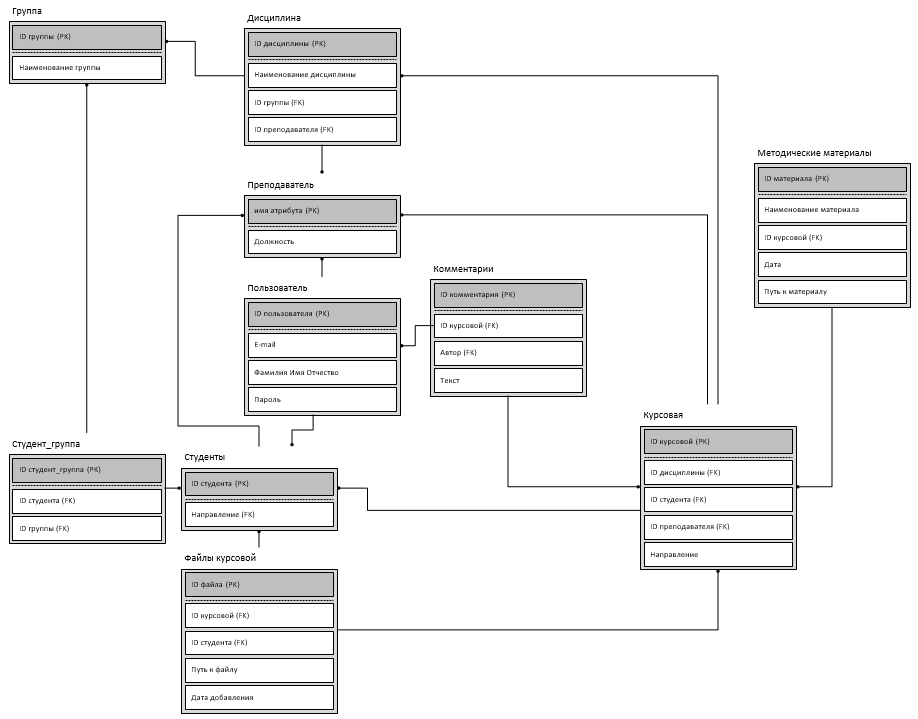 Группа
ID группы (PK)
Наименование группы
Дисциплина
ID дисциплины (PK)
Наименование дисциплины
ID группы (FK)
ID преподавателя (FK)
Преподаватель
имя атрибута (PK)
Должность
Пользователь
ID пользователя (PK)
E-mail
Фамилия Имя Отчество
Пароль
Комментарии
ID комментария (PK)
ID курсовой (FK)
Автор (FK)
Текст
Методические материалы
ID материала (PK)
Наименование материала
ID курсовой (FK)
Дата
Путь к материалу
Курсовая
ID курсовой (PK)
ID дисциплины (FK)
ID студента (FK)
ID преподавателя (FK)
Направление
Студент_группа
ID студент_группа (PK)
ID студента (FK)
ID группы (FK)
Студенты
ID студента (PK)
Направление (FK)
Файлы курсовой
ID файла (PK)
ID курсовой (FK)
ID студента (FK)
Путь к файлу
Дата добавления